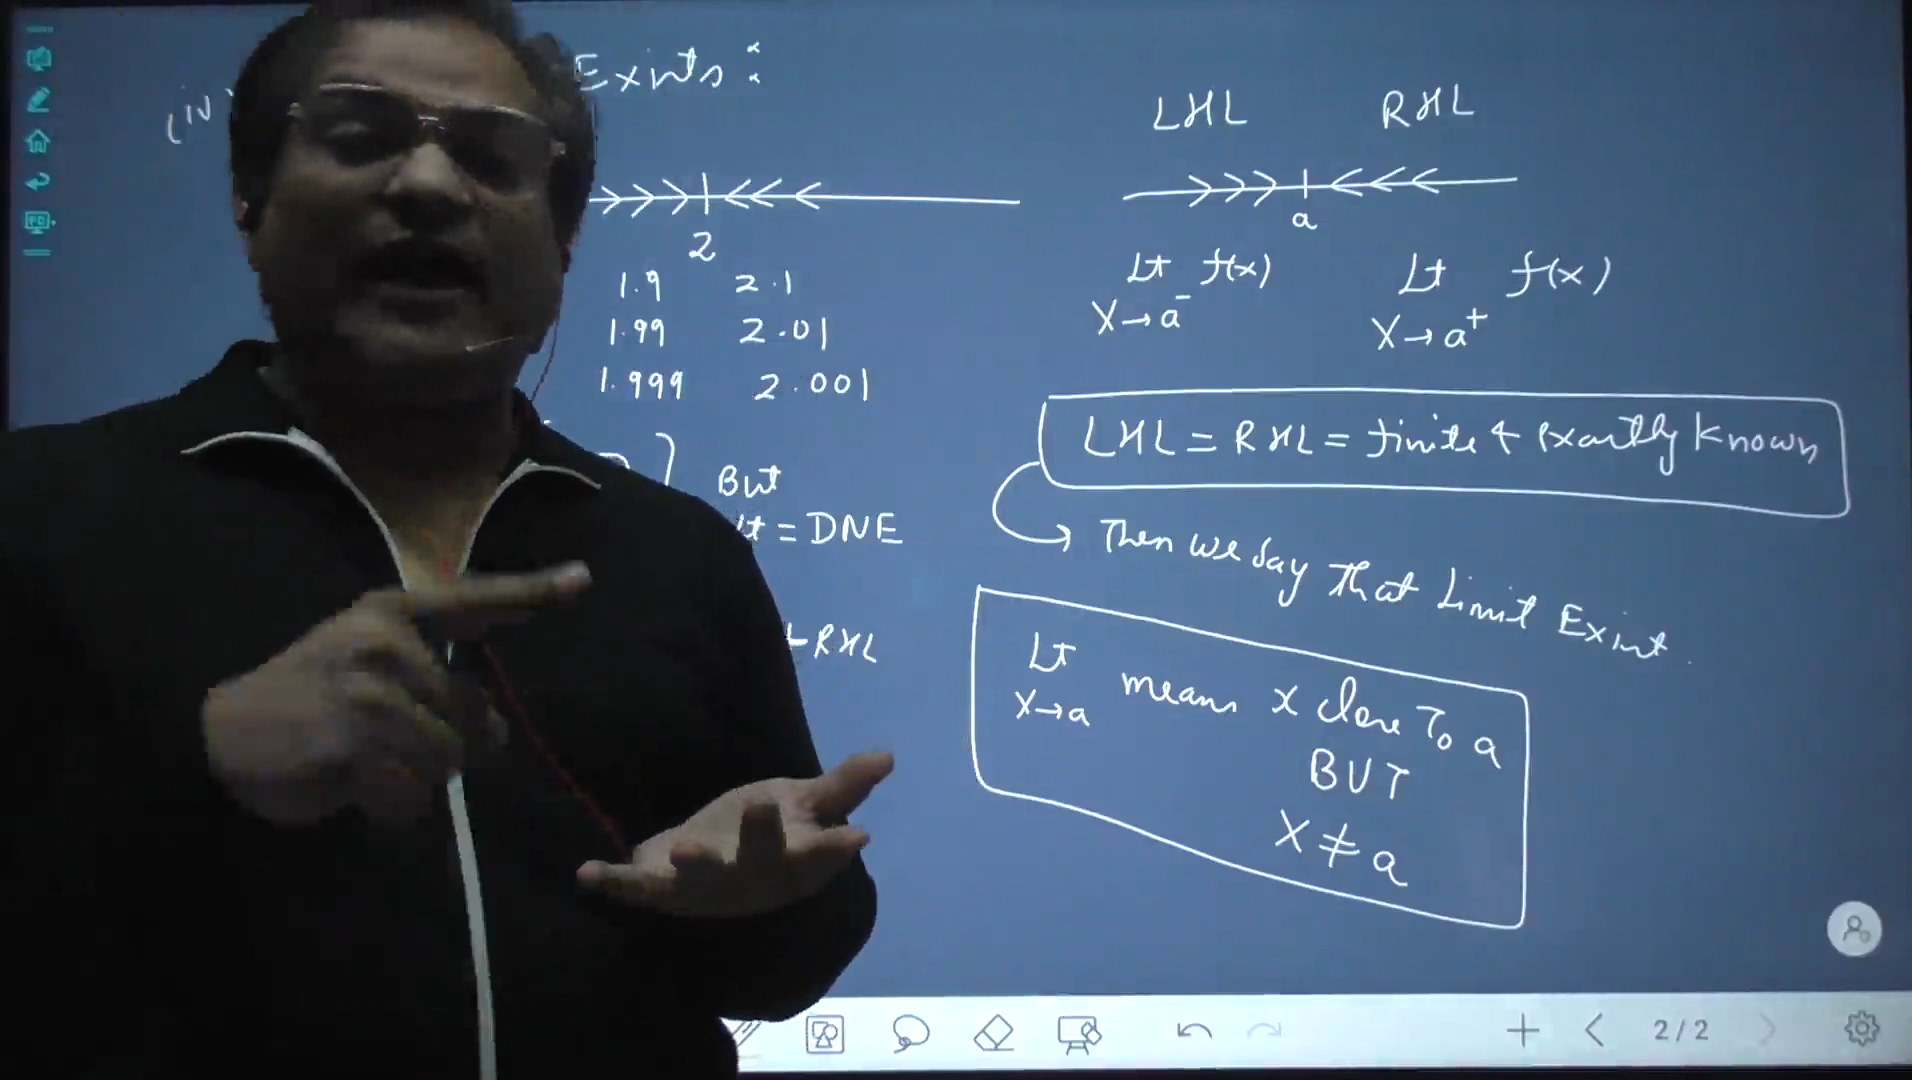 (iv)
Exists :
2
1.9 2.1
1.99 2.01
1.999 2.001
But
Lt = DNE
RHL
LHL RHL
a
Lt f(x) Lt f(x)
X→a⁻ X→a⁺
LHL = RHL = finite & Exactly Known
Then we say That Limit Exist.
Lt
X→a means x close To a
BUT
X ≠ a
2/2